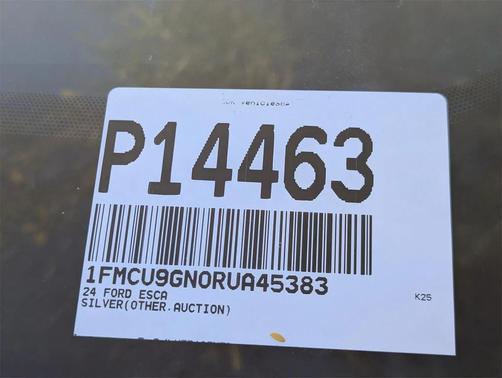 P14463
1FMCU9GN0RUA45383
24 FORD ESCA
K25
SILVER(OTHER.AUCTION)